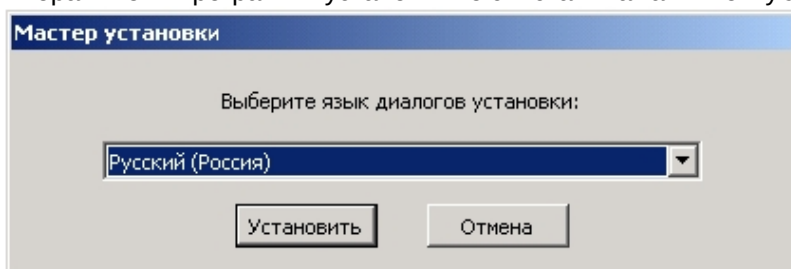 Мастер установки
Выберите язык диалогов установки:
Русский (Россия)
Установить Отмена